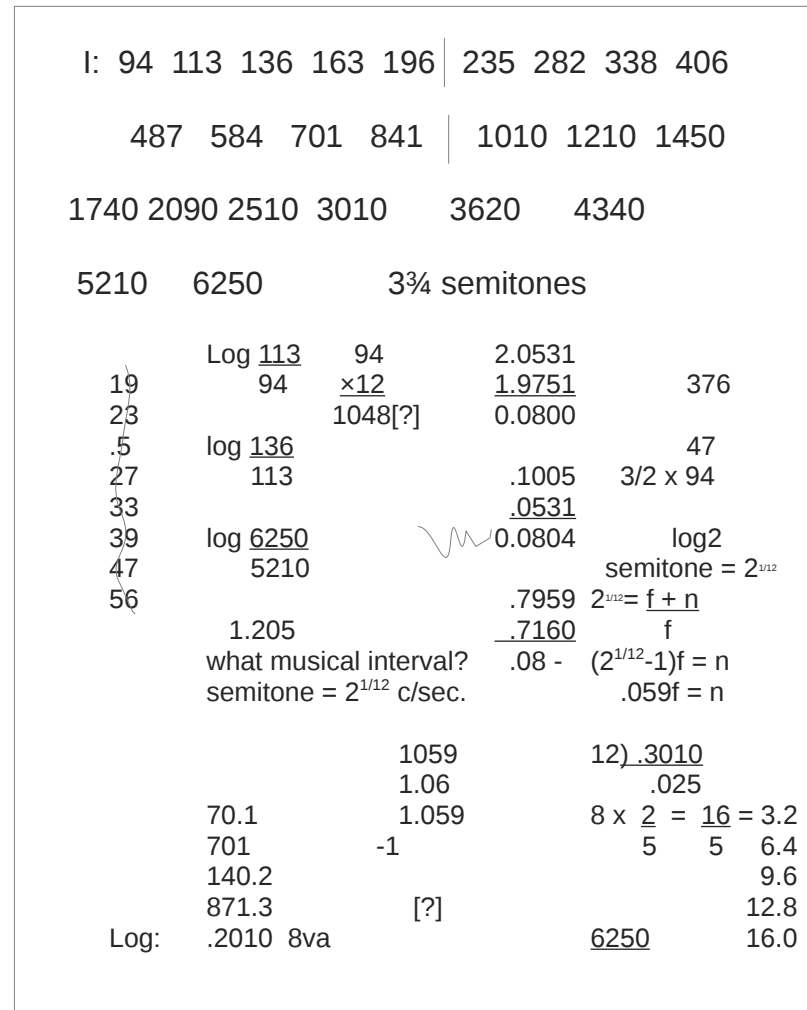 I: 94 113 136 163 196 235 282 338 406
487 584 701 841 1010 1210 1450
1740 2090 2510 3010 3620 4340
5210 6250 3¾ semitones
Log 113 94 2.0531
19 94 ×12 1.9751 376
23 1048[?] 0.0800
.5 log 136 47
27 113 .1005 3/2 x 94
33 .0531
39 log 6250 0.0804 log2
47 5210 semitone = 2^1/12
56 .7959 2^1/12= f + n
1.205 .7160 f
what musical interval? .08 - (2^1/12-1)f = n
semitone = 2^1/12 c/sec. .059f = n
1059 12) .3010
1.06 .025
70.1 1.059 8 x 2 = 16 = 3.2
701 -1 5 5 6.4
140.2 9.6
871.3 [?] 12.8
Log: .2010 8va 6250 16.0